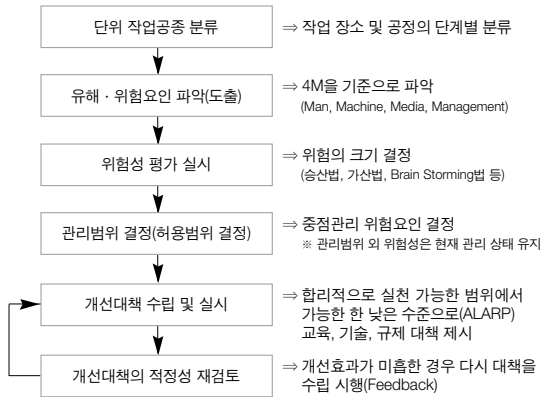 단위 작업공종 분류
⇒ 작업 장소 및 공정의 단계별 분류
유해 · 위험요인 파악(도출)
⇒ 4M을 기준으로 파악
(Man, Machine, Media, Management)
위험성 평가 실시
⇒ 위험의 크기 결정
(승산법, 가산법, Brain Storming법 등)
관리범위 결정(허용범위 결정)
⇒ 중점관리 위험요인 결정
※ 관리범위 외 위험성은 현재 관리 상태 유지
개선대책 수립 및 실시
⇒ 합리적으로 실천 가능한 범위에서
가능한 한 낮은 수준으로(ALARP)
교육, 기술, 규제 대책 제시
개선대책의 적정성 재검토
⇒ 개선효과가 미흡한 경우 다시 대책을
수립 시행(Feedback)